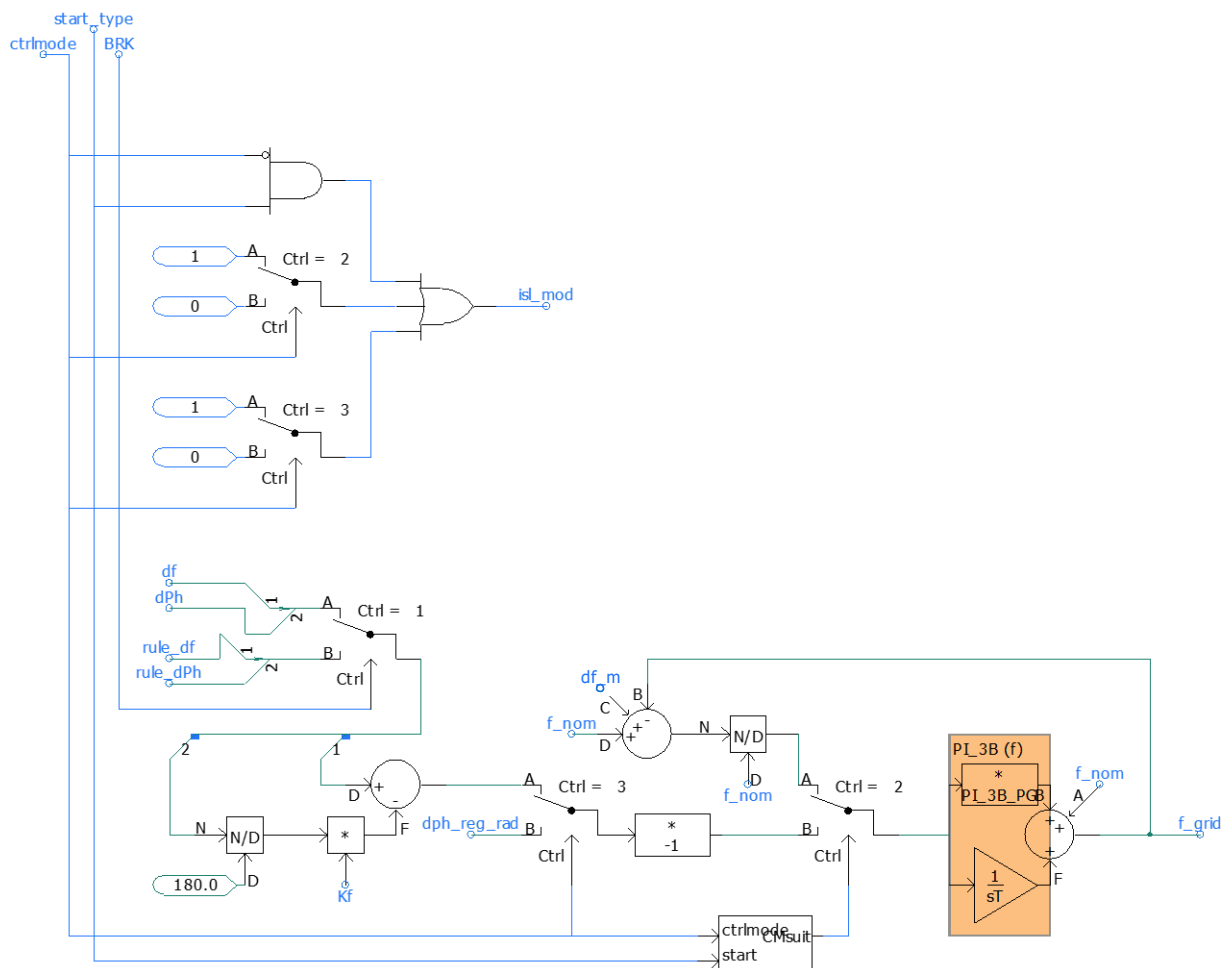 start_type
ctrlmode
BRK
A
1
Ctrl = 2
B
0
Ctrl
isl_mod
A
1
Ctrl = 3
B
0
Ctrl
df
dPh
1
2
A
Ctrl = 1
rule_df
rule_dPh
1
2
B
Ctrl
df_m
C
B
f_nom
D
+
+
-
N
N/D
D
f_nom
2
1
D
+
-
F
N
N/D
D
180.0
*
Kf
A
Ctrl = 3
dph_reg_rad
B
Ctrl
*
-1
A
Ctrl = 2
B
Ctrl
PI_3B (f)
*
PI_3B_PG
B
f_nom
A
+
+
+
F
1
sT
f_grid
ctrlmode
CMsuit
start